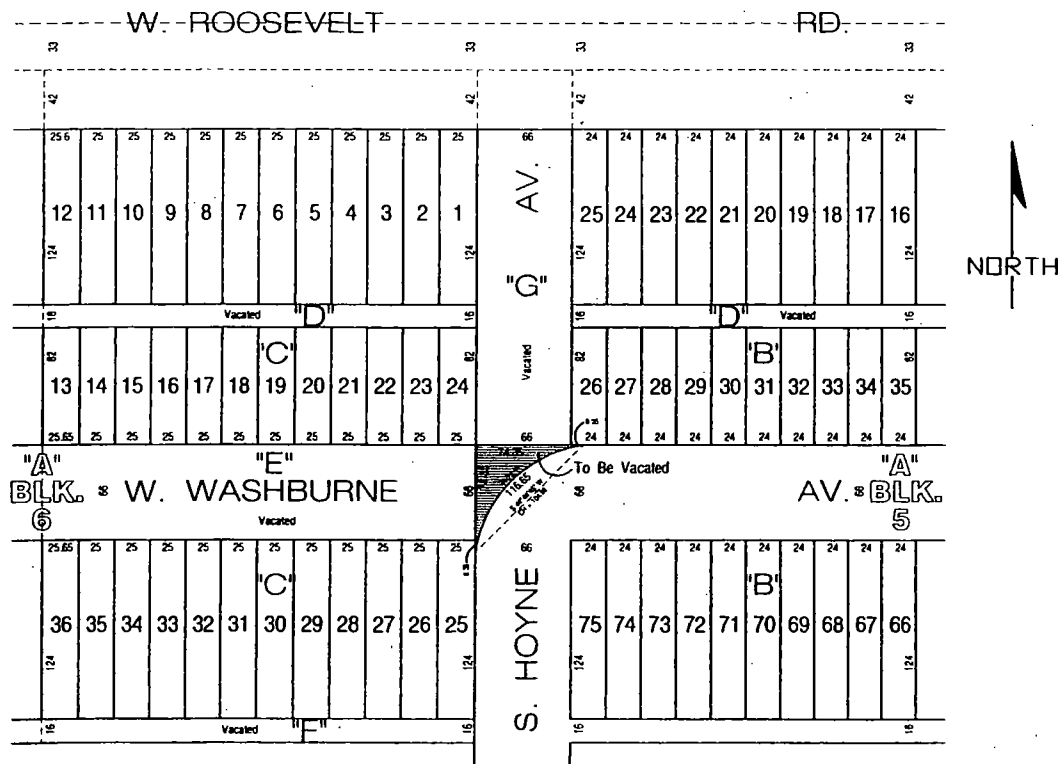 W. ROOSEVELT RD.
33 33 33 33
42 42 42 42
25.6 25 25 25 25 25 25 25 25 25 25 25 66 24 24 24 24 24 24 24 24 24 24
AV.
12 11 10 9 8 7 6 5 4 3 2 1 25 24 23 22 21 20 19 18 17 16
124 124 124 124
"G"
NORTH
16 Vacated "D" 16 16 "D" Vacated 16
82 'C' 82 Vacated 82 'B' 82
13 14 15 16 17 18 19 20 21 22 23 24 26 27 28 29 30 31 32 33 34 35
25.65 25 25 25 25 25 25 25 25 25 25 25 66 24 24 24 24 24 24 24 24 24 24
"A" "E" To Be Vacated "A"
BLK. W. WASHBURNE 66 116.65 AV. BLK.
6 Vacated 5
25.65 25 25 25 25 25 25 25 25 25 25 25 66 24 24 24 24 24 24 24 24 24 24
'C' 'B'
36 35 34 33 32 31 30 29 28 27 26 25 75 74 73 72 71 70 69 68 67 66
124 124 124 124
S. HOYNE
16 Vacated 16 16 16